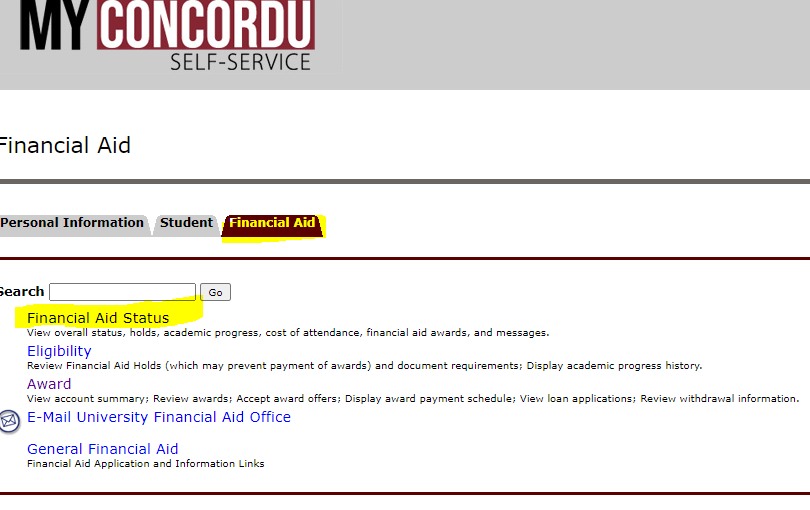 MY CONCORDU
SELF-SERVICE
Financial Aid
Personal Information Student Financial Aid
Search Go
Financial Aid Status
View overall status, holds, academic progress, cost of attendance, financial aid awards, and messages.
Eligibility
Review Financial Aid Holds (which may prevent payment of awards) and document requirements; Display academic progress history.
Award
View account summary; Review awards; Accept award offers; Display award payment schedule; View loan applications; Review withdrawal information.
E-Mail University Financial Aid Office
General Financial Aid
Financial Aid Application and Information Links